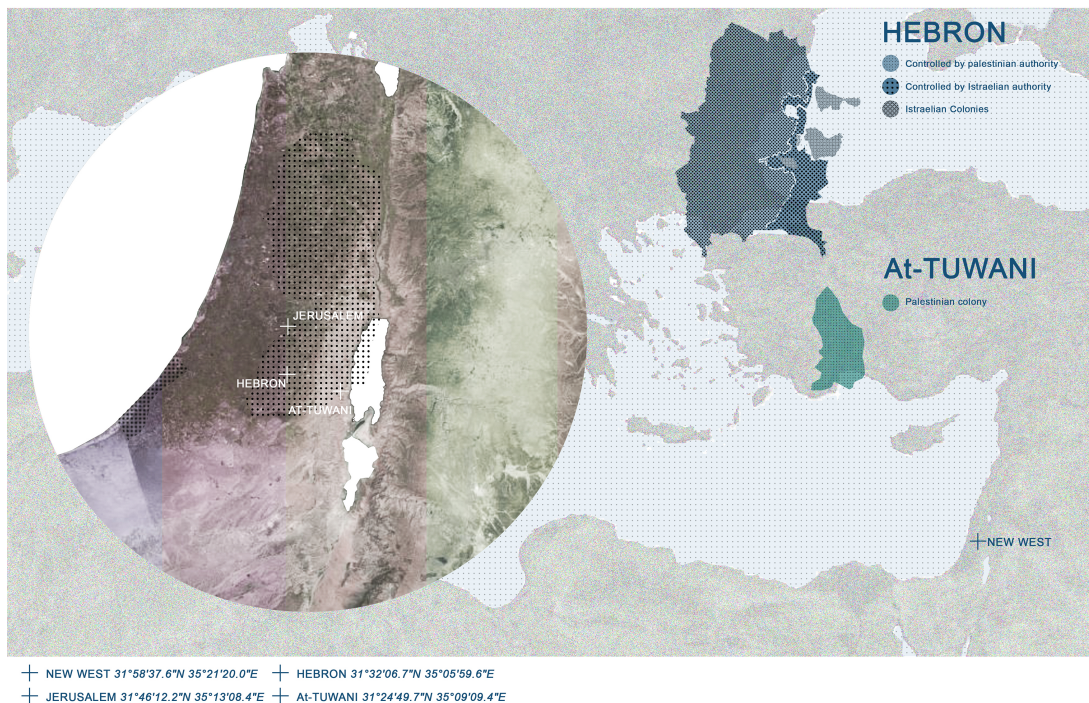 HEBRON
Controlled by palestinian authority
Controlled by Istraelian authority
Istraelian Colonies
At-TUWANI
Palestinian colony
JERUSALEM
HEBRON
AT-TUWANI
NEW WEST
NEW WEST 31°58'37.6"N 35°21'20.0"E
HEBRON 31°32'06.7"N 35°05'59.6"E
JERUSALEM 31°46'12.2"N 35°13'08.4"E
At-TUWANI 31°24'49.7"N 35°09'09.4"E